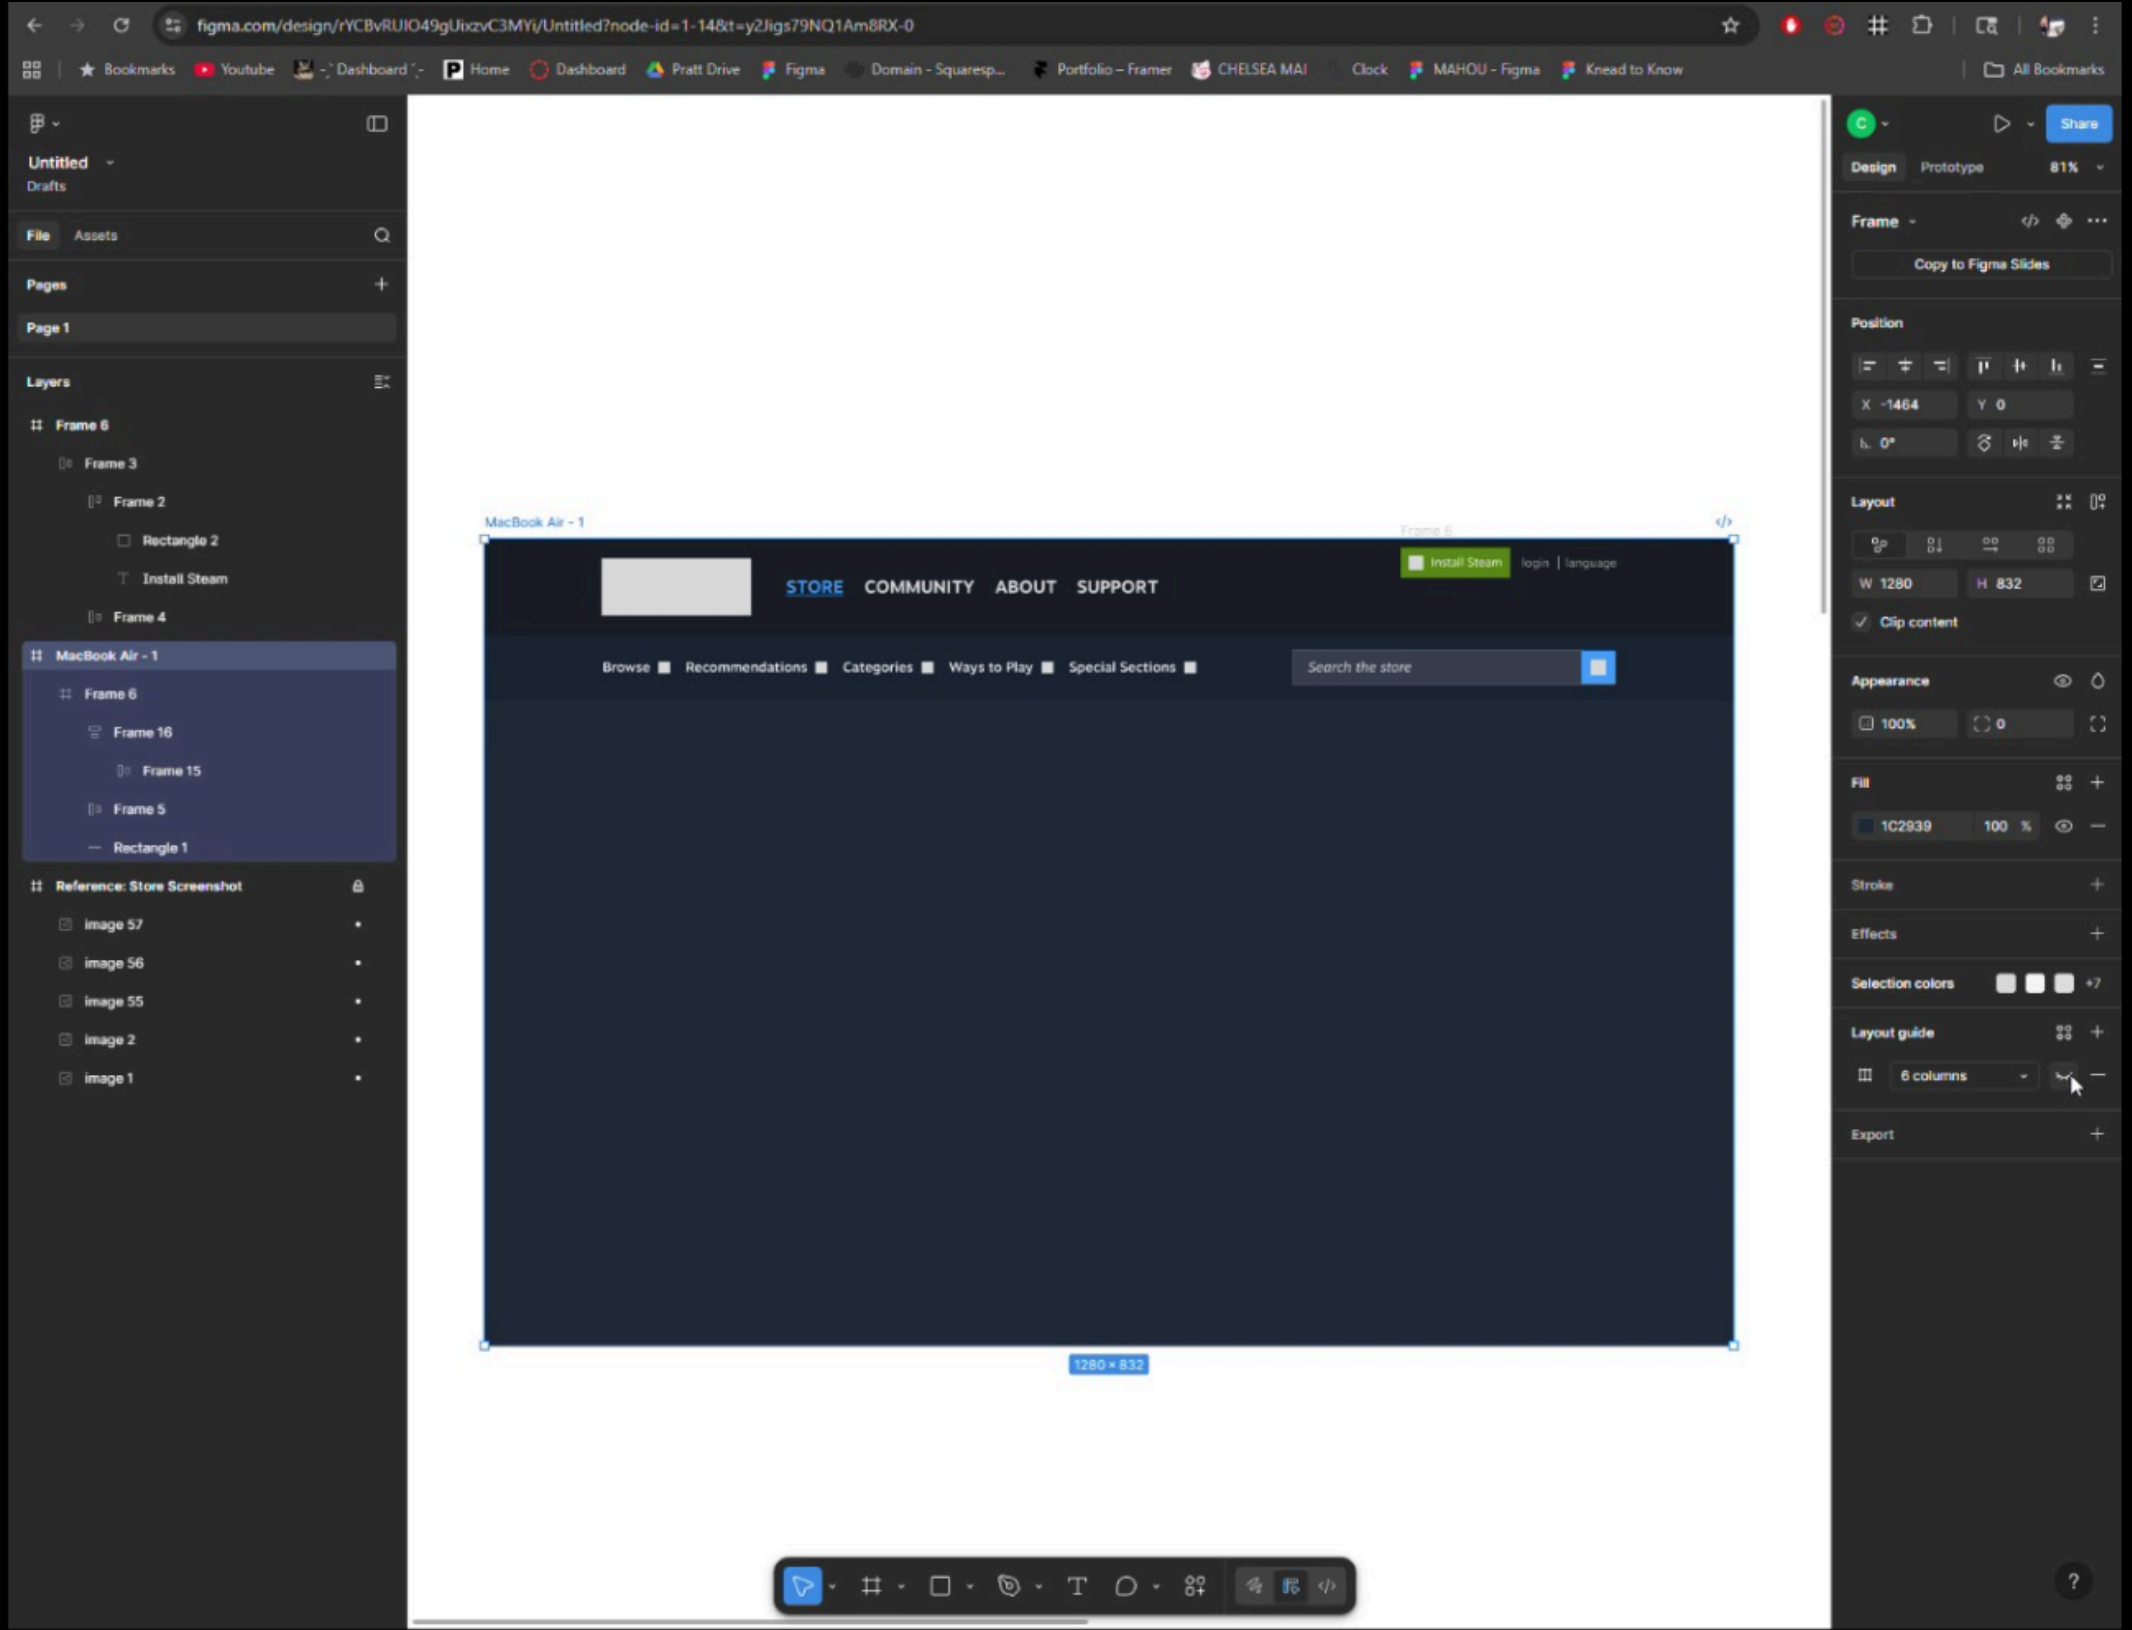 figma.com/design/rYCBvRUIO49gUixzvC3MYi/Untitled?node-id=1-14&t=y2Jigs79NQ1Am8RX-0
Bookmarks Youtube -`Dashboard´- Home Dashboard Pratt Drive Figma Domain - Squaresp... Portfolio – Framer CHELSEA MAI Clock MAHOU - Figma Knead to Know All Bookmarks
Untitled
Drafts
File Assets
Pages
Page 1
Layers
Frame 6
Frame 3
Frame 2
Rectangle 2
Install Steam
Frame 4
MacBook Air - 1
Frame 6
Frame 16
Frame 15
Frame 5
Rectangle 1
Reference: Store Screenshot
image 57
image 56
image 55
image 2
image 1
MacBook Air - 1
Frame 6
Install Steam login | language
STORE COMMUNITY ABOUT SUPPORT
Browse Recommendations Categories Ways to Play Special Sections Search the store
1280 × 832
C Share
Design Prototype 81%
Frame
Copy to Figma Slides
Position
X -1464 Y 0
0°
Layout
W 1280 H 832
Clip content
Appearance
100% 0
Fill
1C2939 100 %
Stroke
Effects
Selection colors +7
Layout guide
6 columns
Export
?